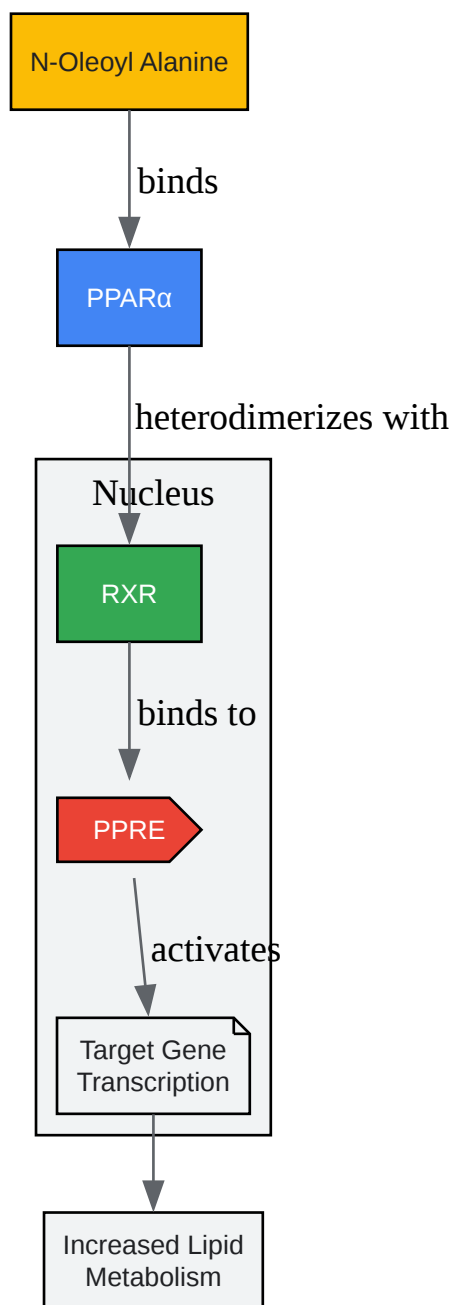 N-Oleoyl Alanine
binds
PPARα
heterodimerizes with
Nucleus
RXR
binds to
PPRE
activates
Target Gene
Transcription
Increased Lipid
Metabolism